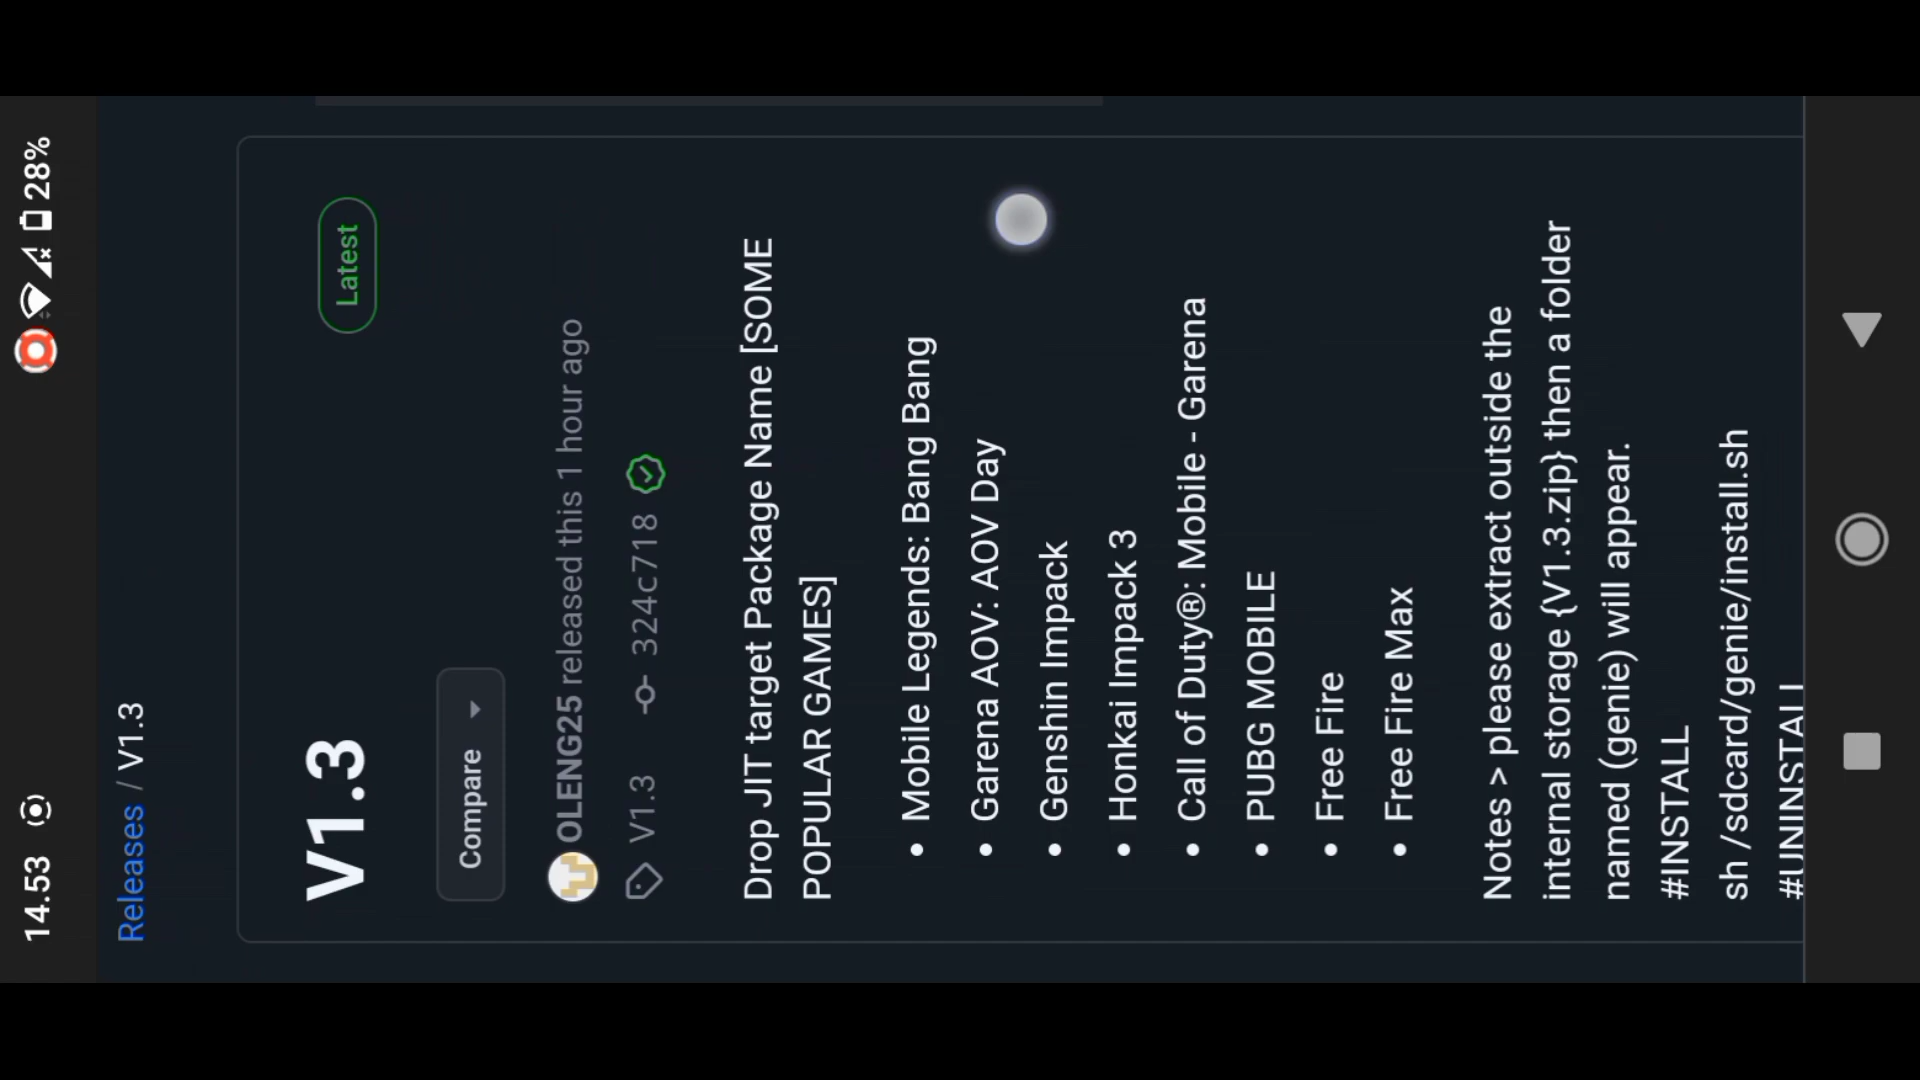 14.53
28%
Releases / V1.3
V1.3
Latest
Compare
OLENG25 released this 1 hour ago
V1.3 324c718
Drop JIT target Package Name [SOME
POPULAR GAMES]
• Mobile Legends: Bang Bang
• Garena AOV: AOV Day
• Genshin Impack
• Honkai Impack 3
• Call of Duty®: Mobile - Garena
• PUBG MOBILE
• Free Fire
• Free Fire Max
Notes > please extract outside the
internal storage {V1.3.zip} then a folder
named (genie) will appear.
#INSTALL
sh /sdcard/genie/install.sh
#UNINSTALL